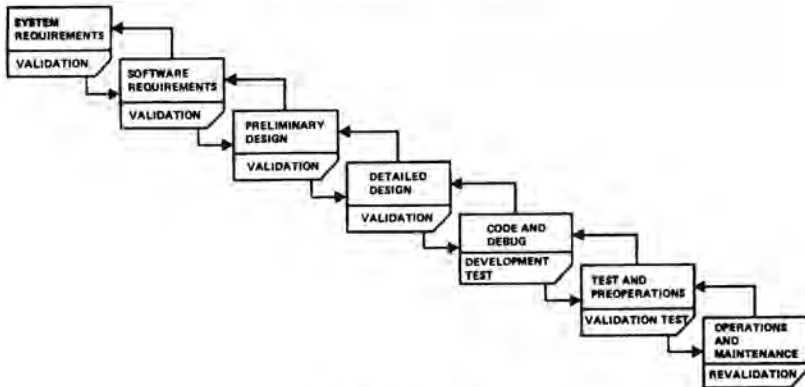 SYSTEM
REQUIREMENTS
VALIDATION
SOFTWARE
REQUIREMENTS
VALIDATION
PRELIMINARY
DESIGN
VALIDATION
DETAILED
DESIGN
VALIDATION
CODE AND
DEBUG
DEVELOPMENT
TEST
TEST AND
PREOPERATIONS
VALIDATION TEST
OPERATIONS
AND
MAINTENANCE
REVALIDATION